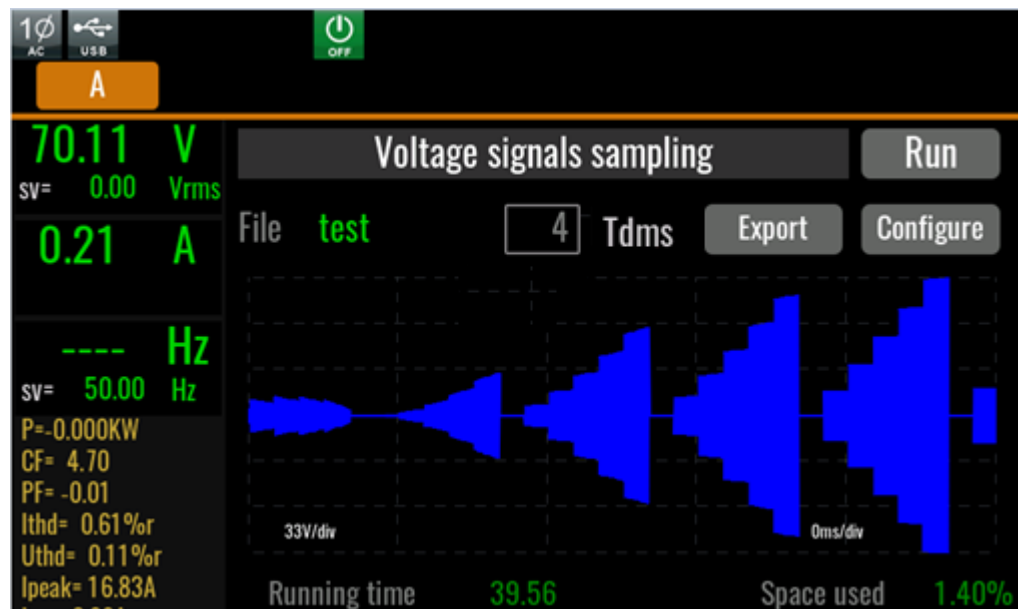 1Ø
AC
USB
OFF
A
70.11 V
sv= 0.00 Vrms
0.21 A
---- Hz
sv= 50.00 Hz
P=-0.000KW
CF= 4.70
PF= -0.01
Ithd= 0.61%r
Uthd= 0.11%r
Ipeak= 16.83A
Voltage signals sampling Run
File test 4 Tdms Export Configure
33V/div 0ms/div
Running time 39.56 Space used 1.40%